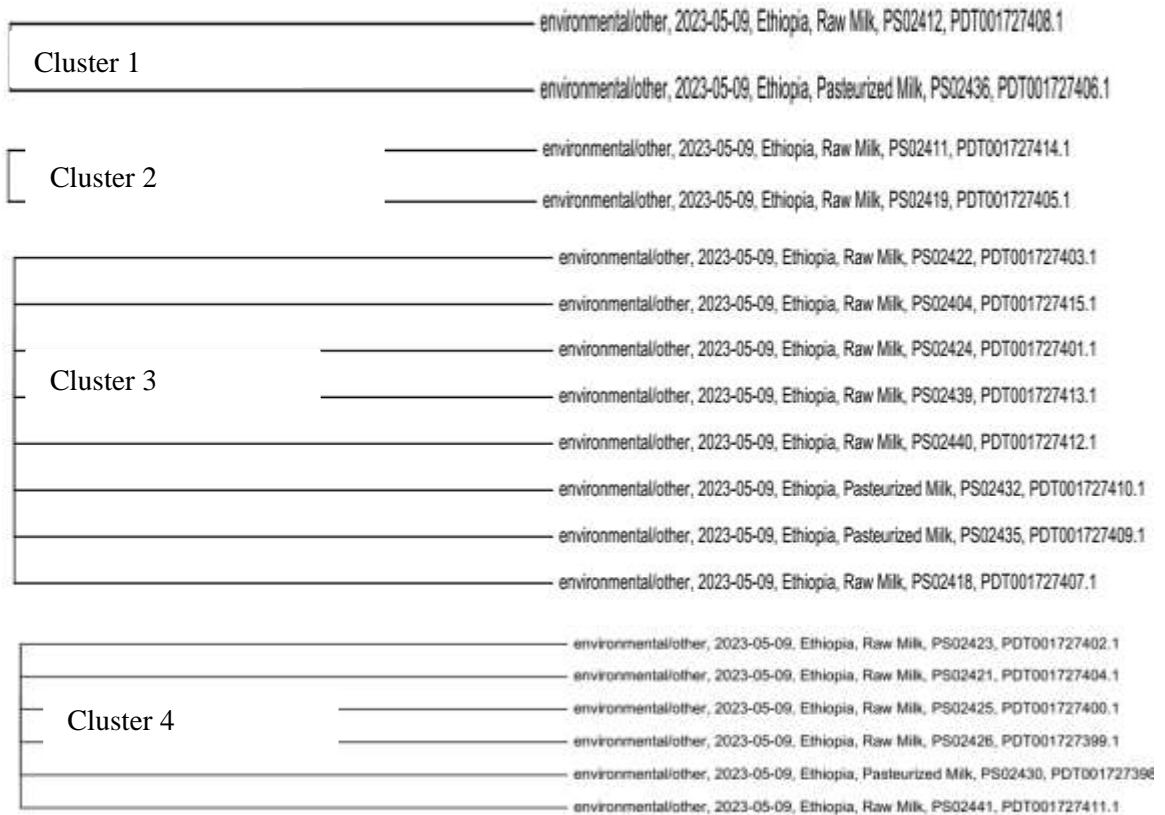 environmental/other, 2023-05-09, Ethiopia, Raw Milk, PS02412, PDT001727408.1
Cluster 1
environmental/other, 2023-05-09, Ethiopia, Pasteurized Milk, PS02436, PDT001727406.1
environmental/other, 2023-05-09, Ethiopia, Raw Milk, PS02411, PDT001727414.1
Cluster 2
environmental/other, 2023-05-09, Ethiopia, Raw Milk, PS02419, PDT001727405.1
environmental/other, 2023-05-09, Ethiopia, Raw Milk, PS02422, PDT001727403.1
environmental/other, 2023-05-09, Ethiopia, Raw Milk, PS02404, PDT001727415.1
environmental/other, 2023-05-09, Ethiopia, Raw Milk, PS02424, PDT001727401.1
Cluster 3
environmental/other, 2023-05-09, Ethiopia, Raw Milk, PS02439, PDT001727413.1
environmental/other, 2023-05-09, Ethiopia, Raw Milk, PS02440, PDT001727412.1
environmental/other, 2023-05-09, Ethiopia, Pasteurized Milk, PS02432, PDT001727410.1
environmental/other, 2023-05-09, Ethiopia, Pasteurized Milk, PS02435, PDT001727409.1
environmental/other, 2023-05-09, Ethiopia, Raw Milk, PS02418, PDT001727407.1
environmental/other, 2023-05-09, Ethiopia, Raw Milk, PS02423, PDT001727402.1
environmental/other, 2023-05-09, Ethiopia, Raw Milk, PS02421, PDT001727404.1
environmental/other, 2023-05-09, Ethiopia, Raw Milk, PS02425, PDT001727400.1
Cluster 4
environmental/other, 2023-05-09, Ethiopia, Raw Milk, PS02426, PDT001727399.1
environmental/other, 2023-05-09, Ethiopia, Pasteurized Milk, PS02430, PDT001727398
environmental/other, 2023-05-09, Ethiopia, Raw Milk, PS02441, PDT001727411.1